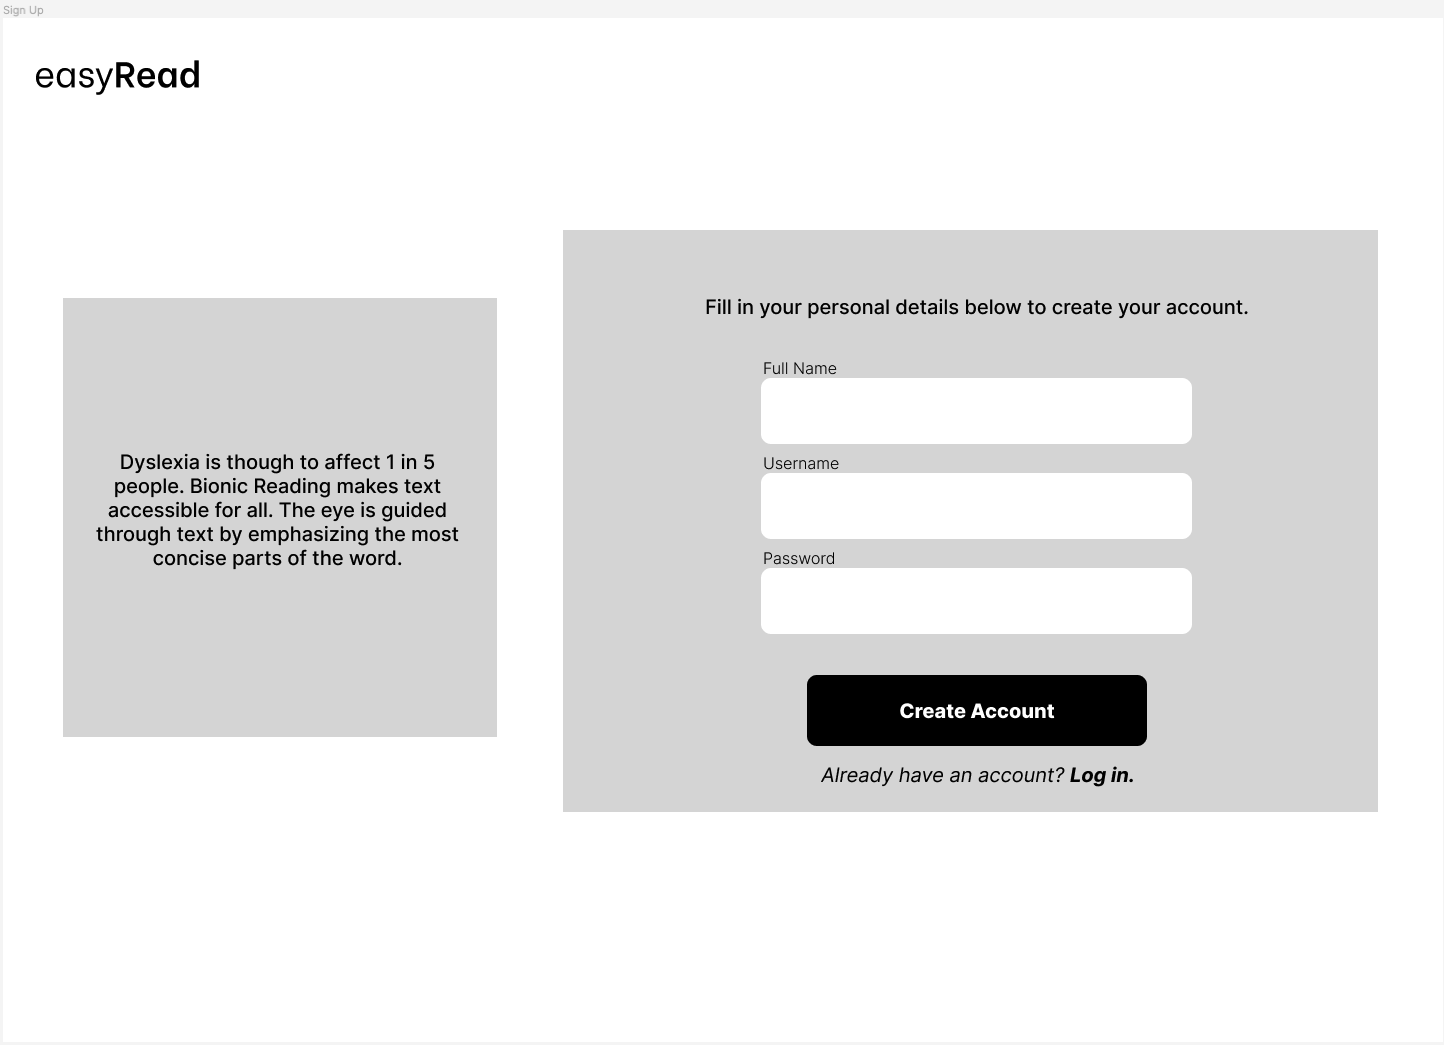 Sign Up
easyRead
Dyslexia is though to affect 1 in 5
people. Bionic Reading makes text
accessible for all. The eye is guided
through text by emphasizing the most
concise parts of the word.
Fill in your personal details below to create your account.
Full Name
Username
Password
Create Account
Already have an account? Log in.